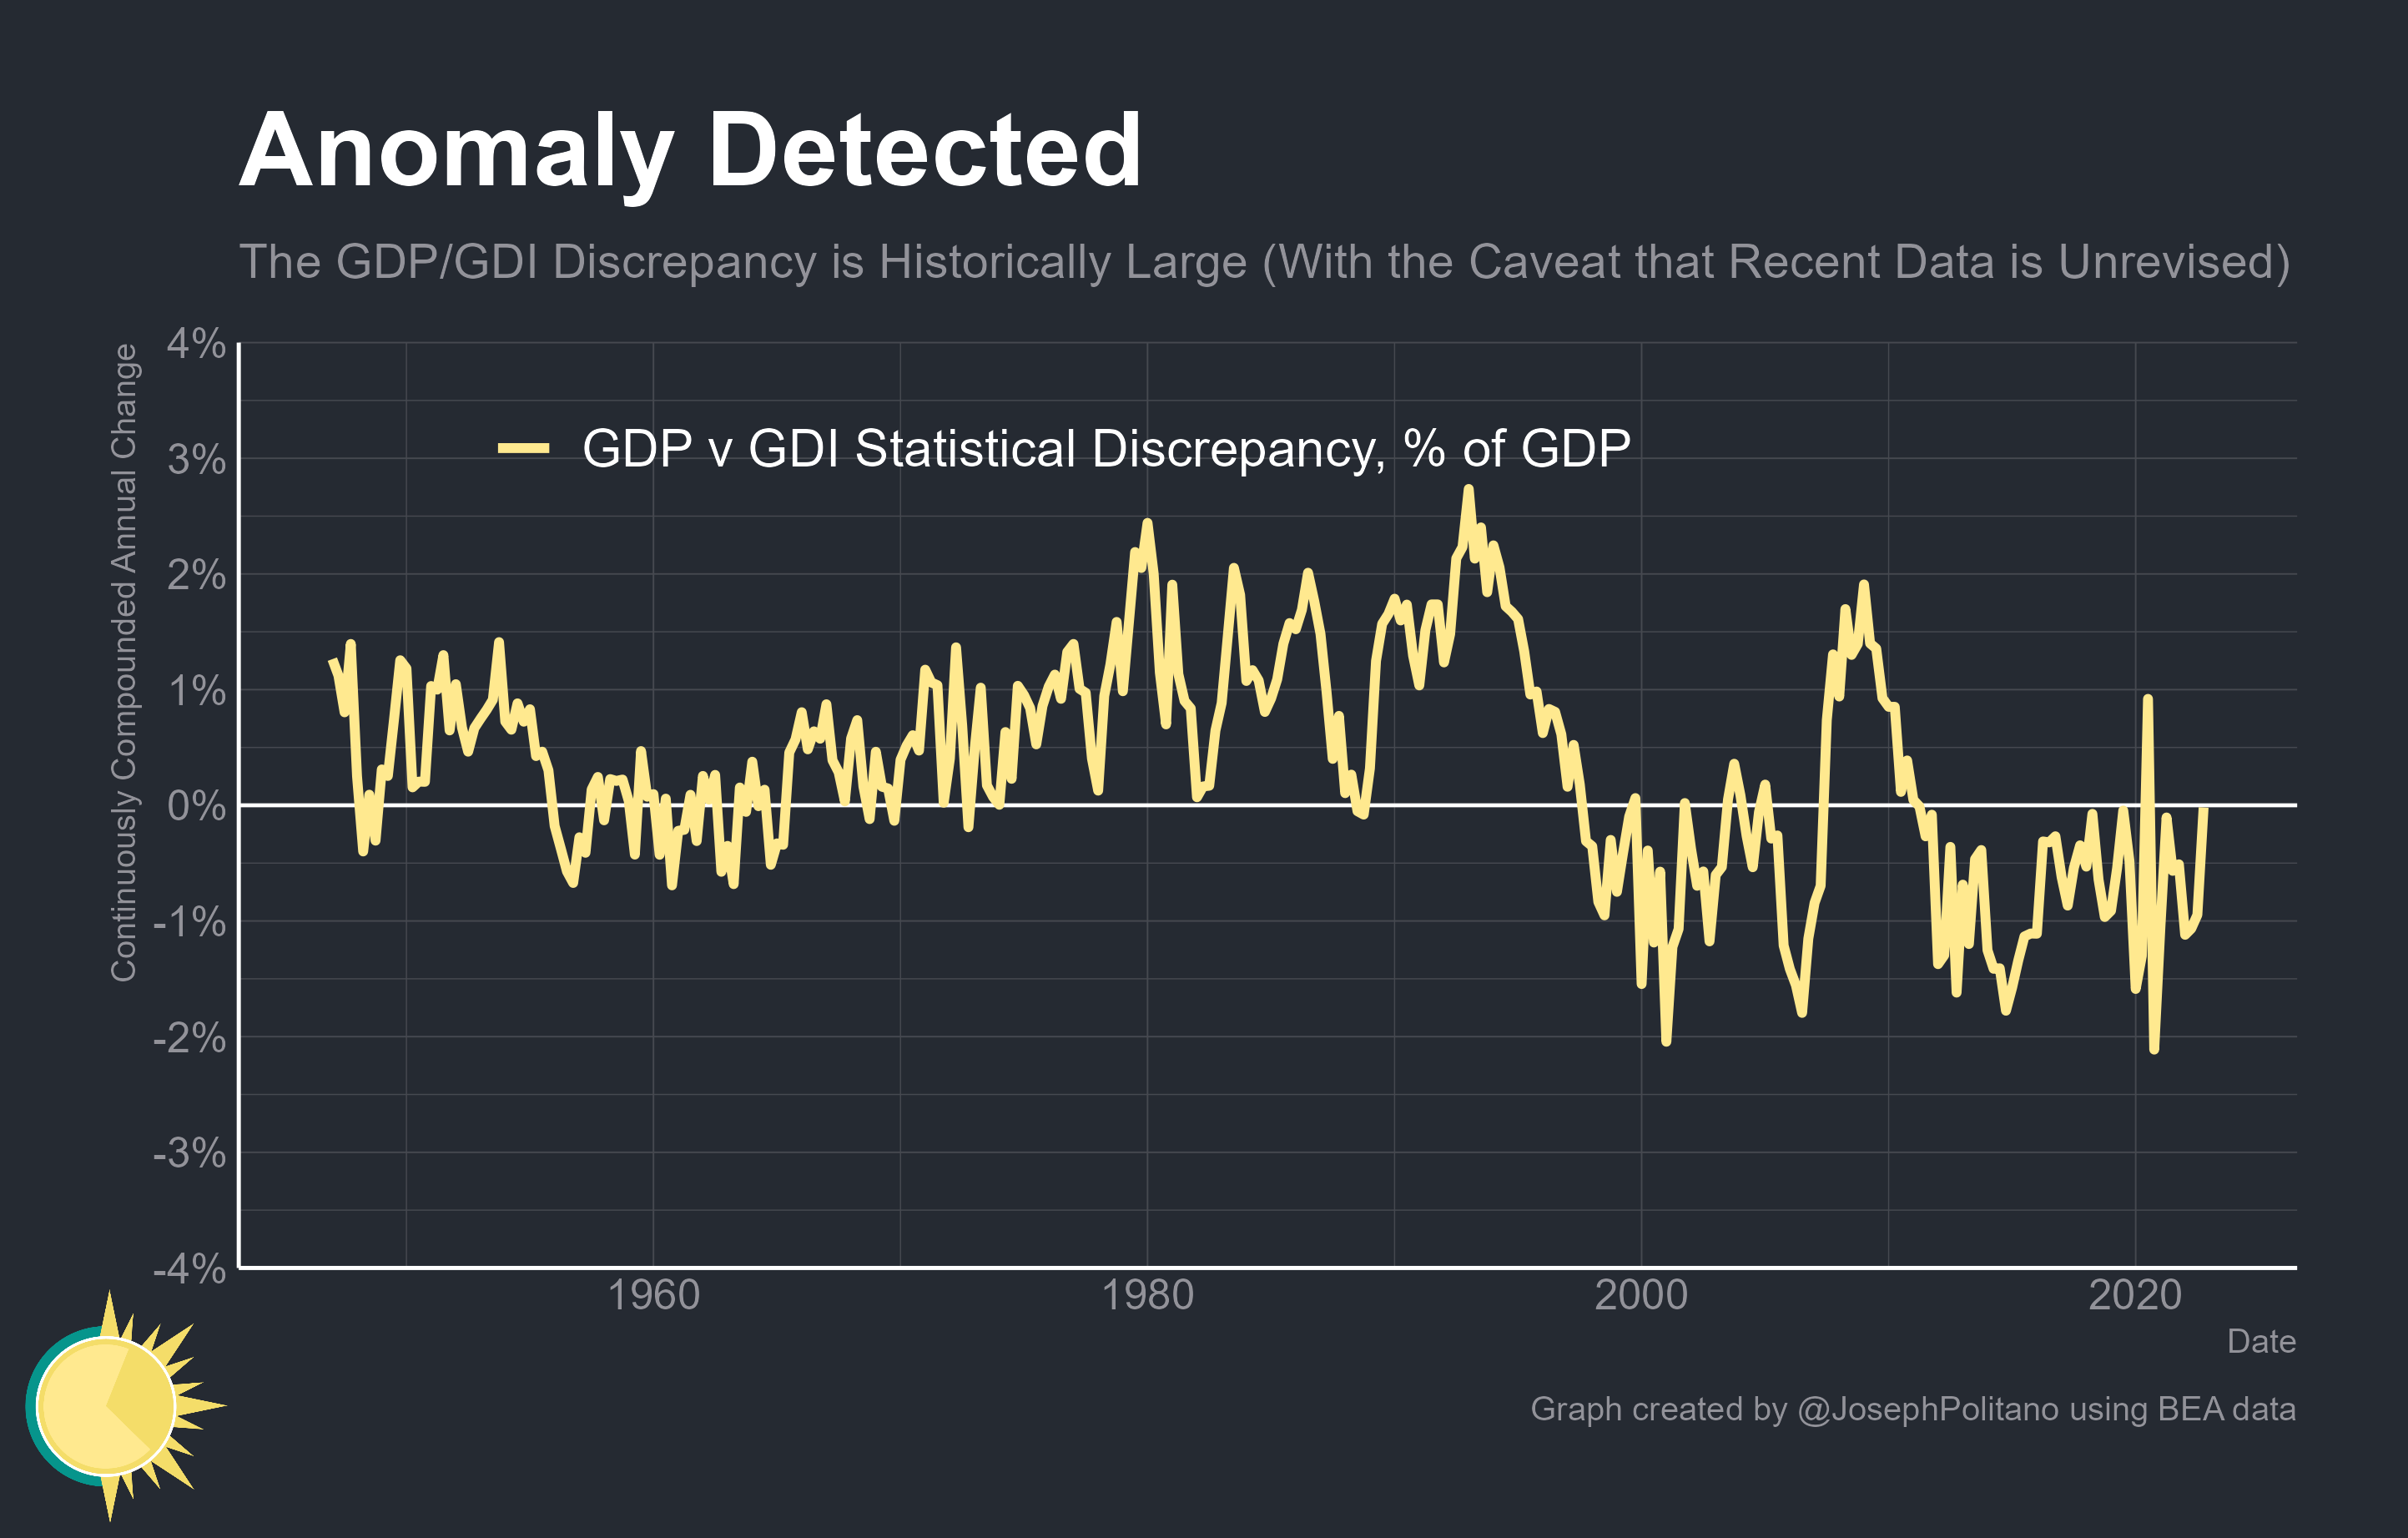 Anomaly Detected
The GDP/GDI Discrepancy is Historically Large (With the Caveat that Recent Data is Unrevised)
Continuously Compounded Annual Change
4%
3%
2%
1%
0%
-1%
-2%
-3%
-4%
GDP v GDI Statistical Discrepancy, % of GDP
1960
1980
2000
2020
Date
Graph created by @JosephPolitano using BEA data